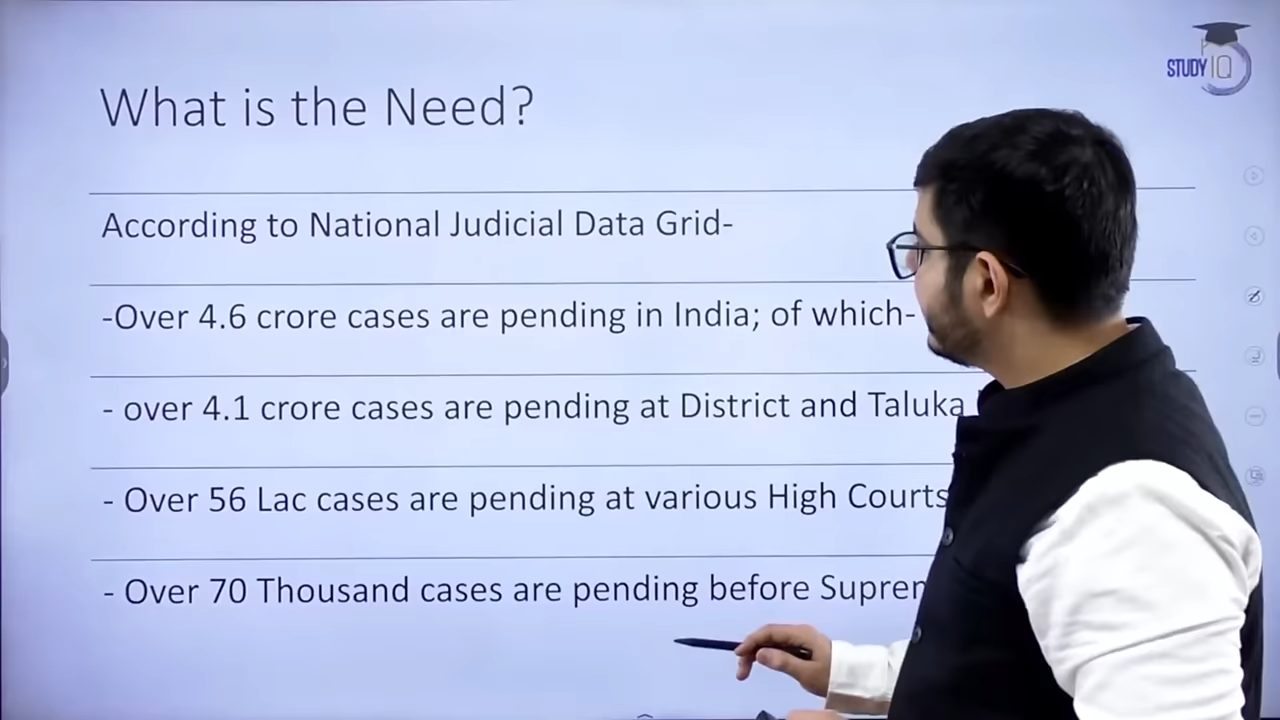 STUDY IQ
What is the Need?
According to National Judicial Data Grid-
-Over 4.6 crore cases are pending in India; of which-
- over 4.1 crore cases are pending at District and Taluka
- Over 56 Lac cases are pending at various High Courts
- Over 70 Thousand cases are pending before